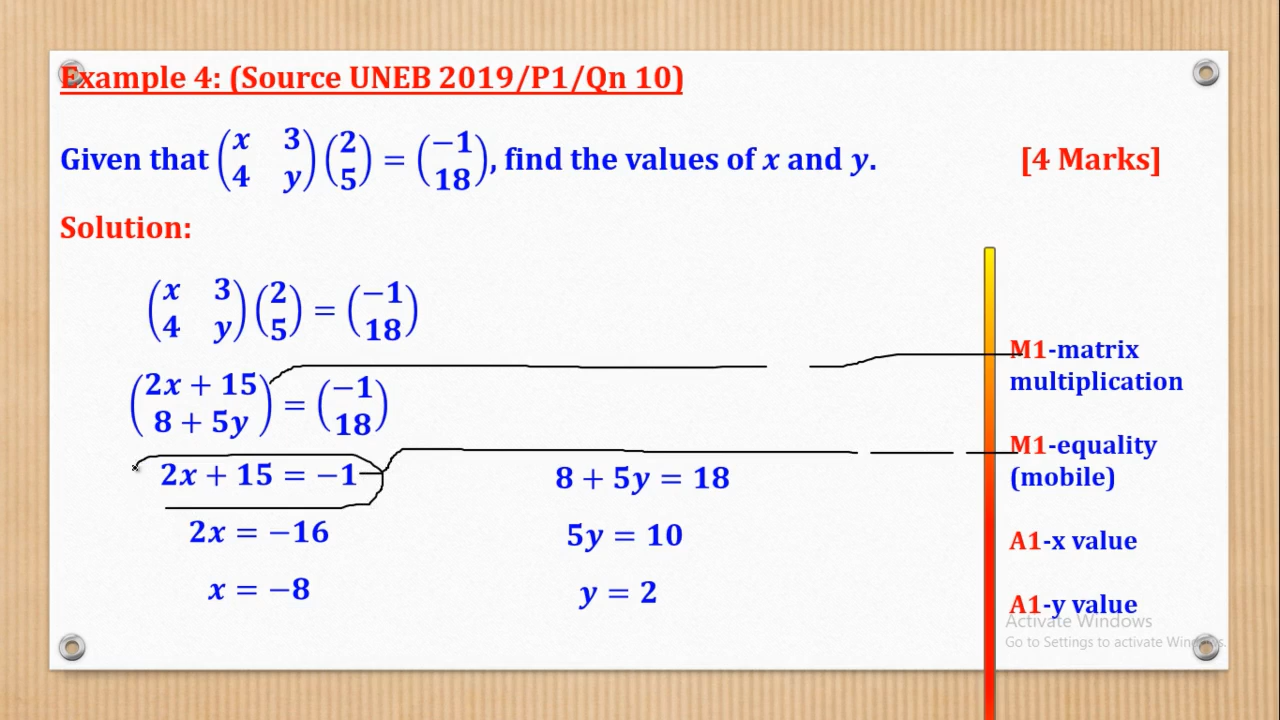 Example 4: (Source UNEB 2019/P1/Qn 10)
Given that (x 3; 4 y)(2; 5) = (−1; 18), find the values of x and y. [4 Marks]
Solution:
(x 3; 4 y)(2; 5) = (−1; 18)
(2x + 15; 8 + 5y) = (−1; 18)
2x + 15 = −1 8 + 5y = 18
2x = −16 5y = 10
x = −8 y = 2
M1-matrix
multiplication
M1-equality
(mobile)
A1-x value
A1-y value
Activate Windows
Go to Settings to activate Windows.